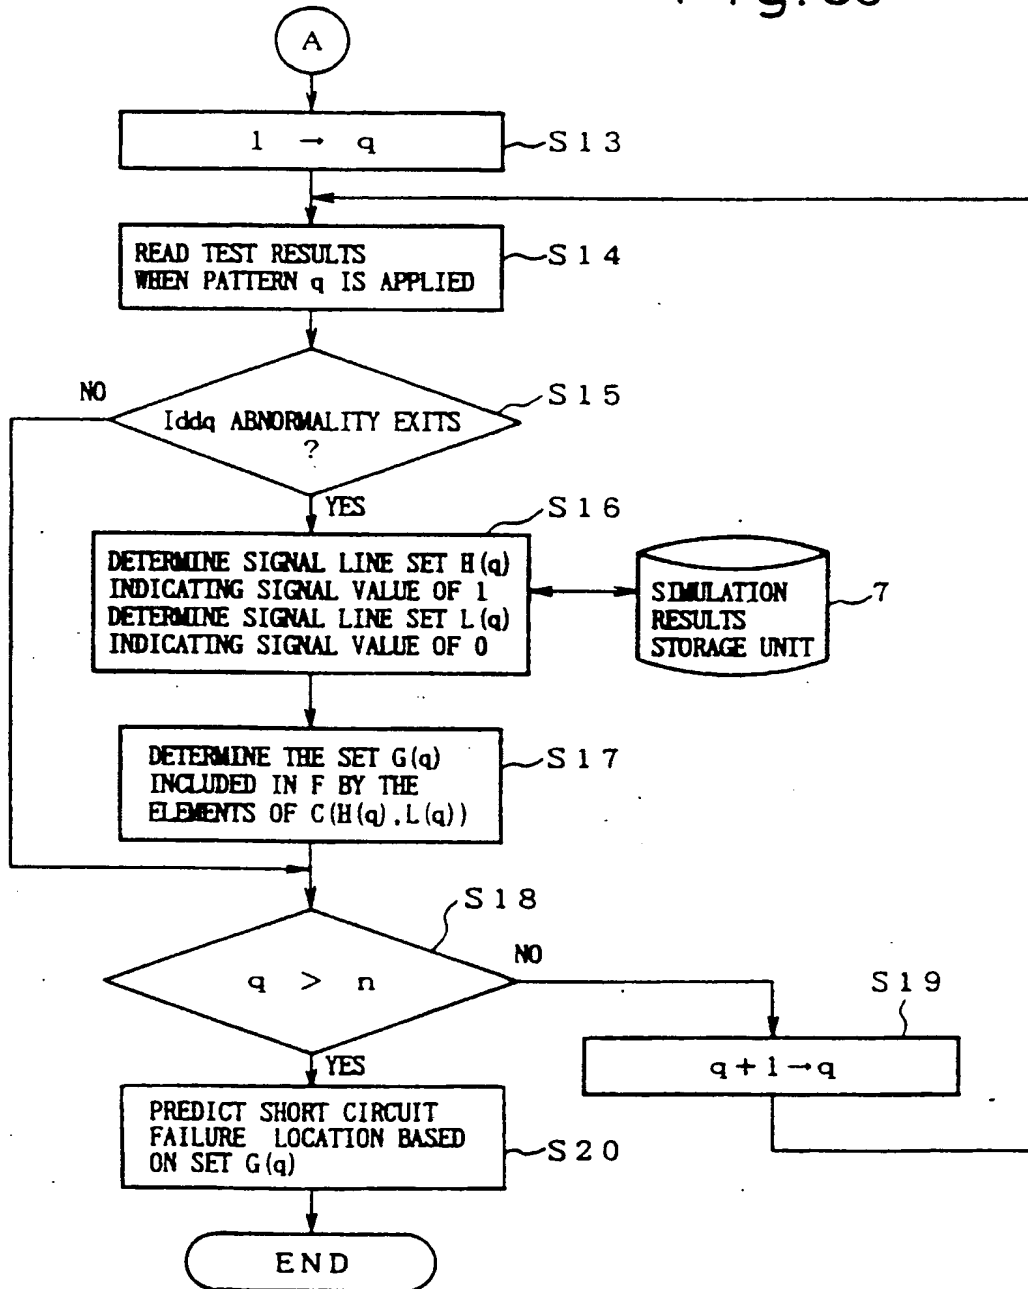 A
1 → q
S13
READ TEST RESULTS
WHEN PATTERN q IS APPLIED
S14
NO
S15
Iddq ABNORMALITY EXITS
?
YES
S16
DETERMINE SIGNAL LINE SET H(q)
INDICATING SIGNAL VALUE OF 1
DETERMINE SIGNAL LINE SET L(q)
INDICATING SIGNAL VALUE OF 0
SIMULATION
RESULTS
STORAGE UNIT
7
DETERMINE THE SET G(q)
INCLUDED IN F BY THE
ELEMENTS OF C(H(q),L(q))
S17
S18
q > n
NO
S19
q+1→q
YES
PREDICT SHORT CIRCUIT
FAILURE LOCATION BASED
ON SET G(q)
S20
END